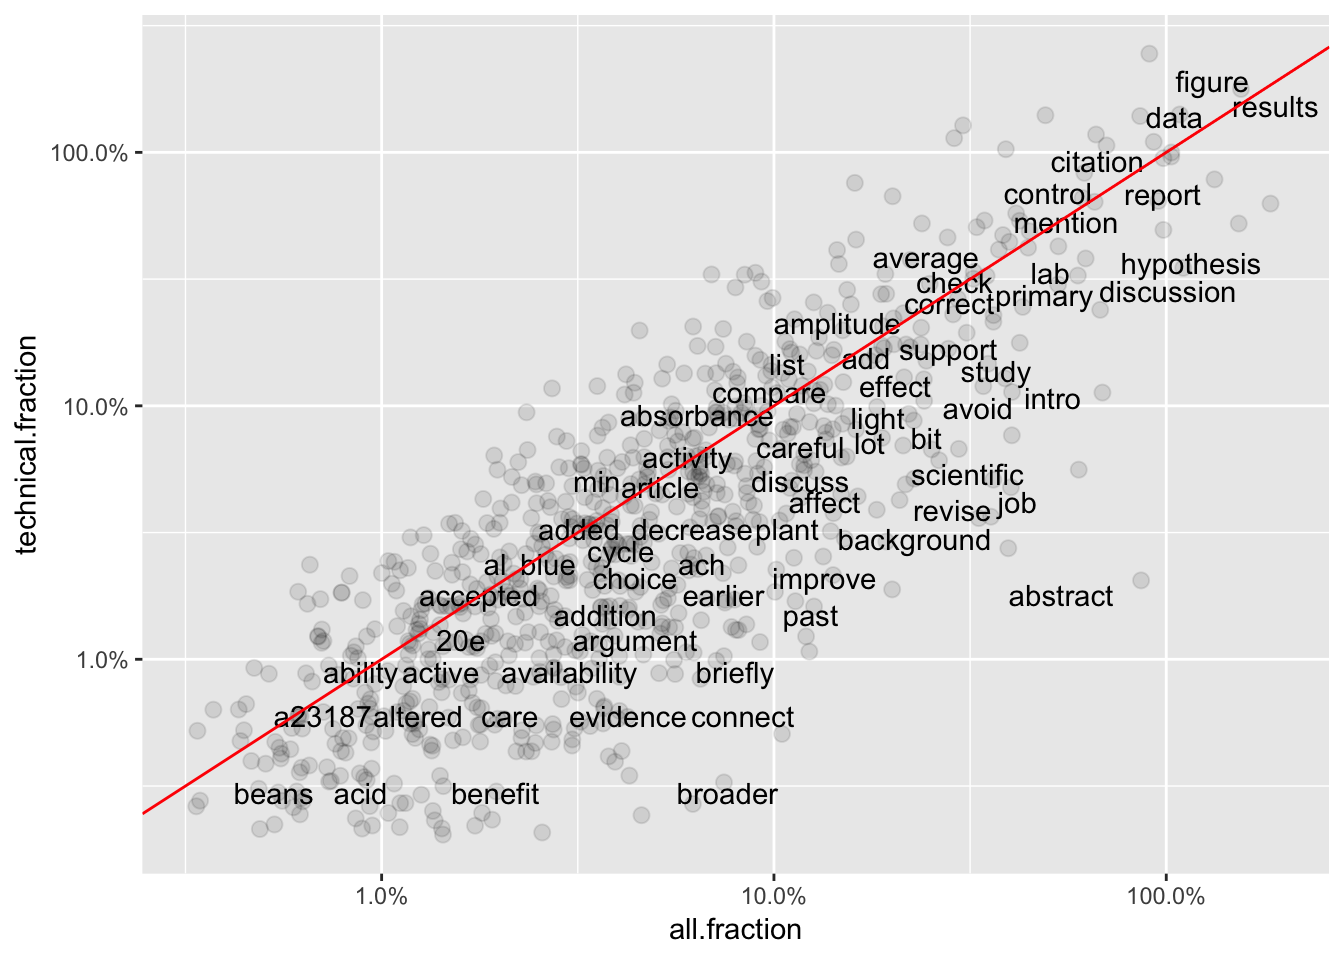 figure
results
data
100.0%
citation
control
report
mention
average
hypothesis
lab
check
primary
discussion
correct
amplitude
support
add
list
study
effect
compare
intro
10.0%
avoid
absorbance
light
bit
lot
careful
activity
scientific
min
article
discuss
affect
job
revise
added
decrease
plant
background
cycle
al
blue
ach
choice
improve
accepted
earlier
abstract
addition
past
20e
argument
1.0%
ability
active
availability
briefly
a23187
altered
care
evidence
connect
beans
acid
benefit
broader
technical.fraction
1.0%
10.0%
100.0%
all.fraction